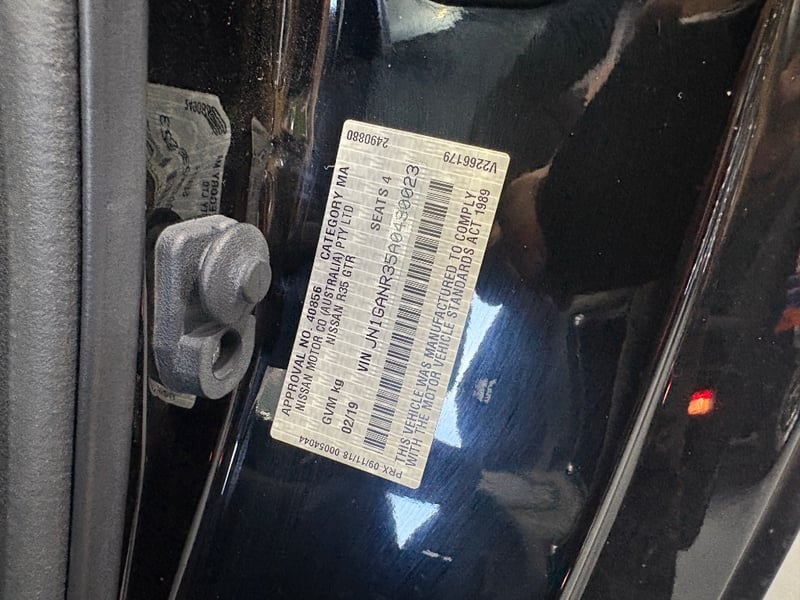 2490880
V2266179
APPROVAL NO. 40856 CATEGORY MA
NISSAN MOTOR CO (AUSTRALIA) PTY LTD
NISSAN R35 GTR
GVM kg SEATS 4
02/19 VIN JN1GANR35A0480023
THIS VEHICLE WAS MANUFACTURED TO COMPLY
WITH THE MOTOR VEHICLE STANDARDS ACT 1989
PRX-09/11/18 00054044